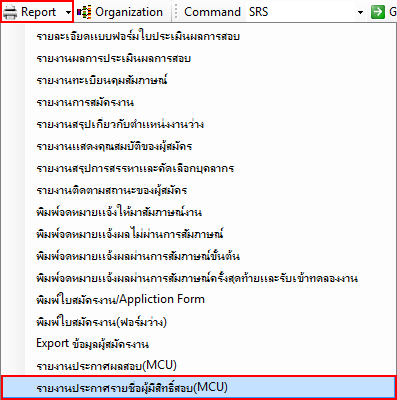 Report Organization Command SRS G
รายละเอียดแบบฟอร์มใบประเมินผลการสอบ
รายงานผลการประเมินผลการสอบ
รายงานทะเบียนคุมสัมภาษณ์
รายงานการสมัครงาน
รายงานสรุปเกี่ยวกับตำแหน่งงานว่าง
รายงานแสดงคุณสมบัติของผู้สมัคร
รายงานสรุปการสรรหาและคัดเลือกบุคลากร
รายงานติดตามสถานะของผู้สมัคร
พิมพ์จดหมายแจ้งให้มาสัมภาษณ์งาน
พิมพ์จดหมายแจ้งผลไม่ผ่านการสัมภาษณ์
พิมพ์จดหมายแจ้งผลผ่านการสัมภาษณ์ขั้นต้น
พิมพ์จดหมายแจ้งผลผ่านการสัมภาษณ์ครั้งสุดท้ายและรับเข้าทดลองงาน
พิมพ์ใบสมัครงาน/Appliction Form
พิมพ์ใบสมัครงาน(ฟอร์มว่าง)
Export ข้อมูลผู้สมัครงาน
รายงานประกาศผลสอบ(MCU)
รายงานประกาศรายชื่อผู้มีสิทธิ์สอบ(MCU)